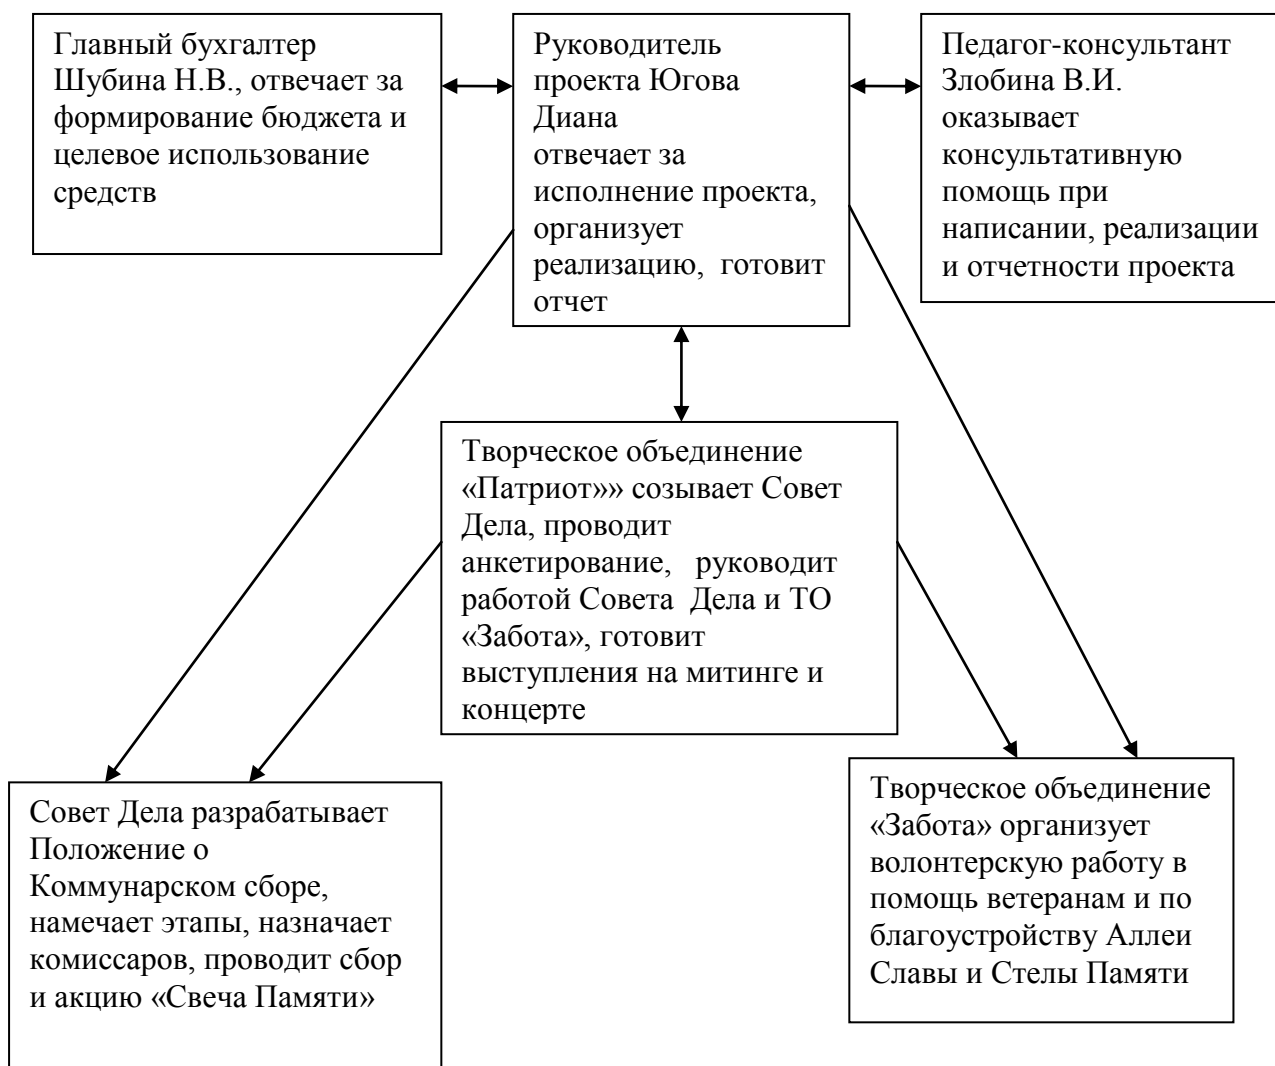 Главный бухгалтер
Шубина Н.В., отвечает за
формирование бюджета и
целевое использование
средств
Руководитель
проекта Югова
Диана
отвечает за
исполнение проекта,
организует
реализацию,  готовит
отчет
Педагог-консультант
Злобина В.И.
оказывает
консультативную
помощь при
написании, реализации
и отчетности проекта
Творческое объединение
«Патриот»» созывает Совет
Дела, проводит
анкетирование,   руководит
работой Совета  Дела и ТО
«Забота», готовит
выступления на митинге и
концерте
Совет Дела разрабатывает
Положение о
Коммунарском сборе,
намечает этапы, назначает
комиссаров, проводит сбор
и акцию «Свеча Памяти»
Творческое объединение
«Забота» организует
волонтерскую работу в
помощь ветеранам и по
благоустройству Аллеи
Славы и Стелы Памяти